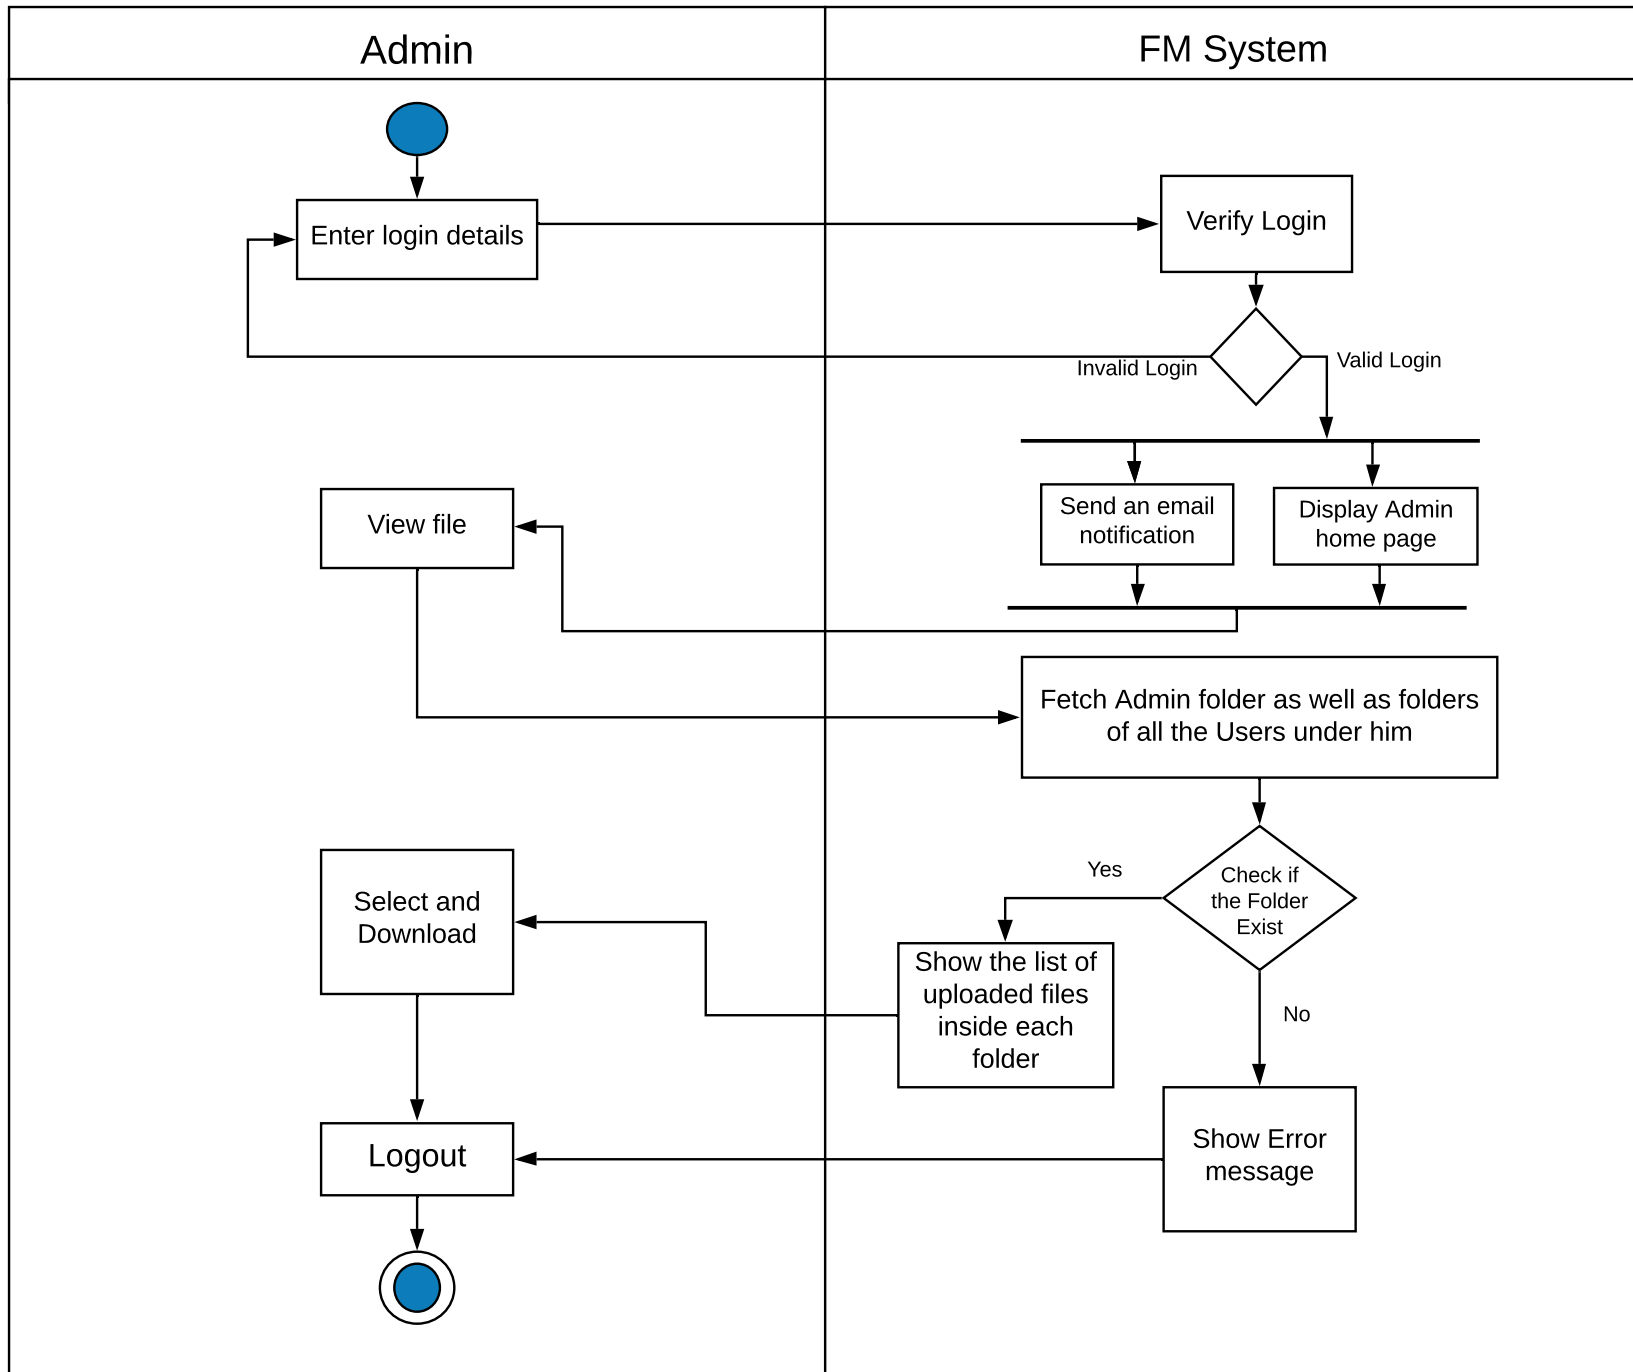 Admin
FM System
Enter login details
Verify Login
Invalid Login
Valid Login
View file
Send an email
notification
Display Admin
home page
Fetch Admin folder as well as folders
of all the Users under him
Check if
the Folder
Exist
Yes
No
Select and
Download
Show the list of
uploaded files
inside each
folder
Logout
Show Error
message